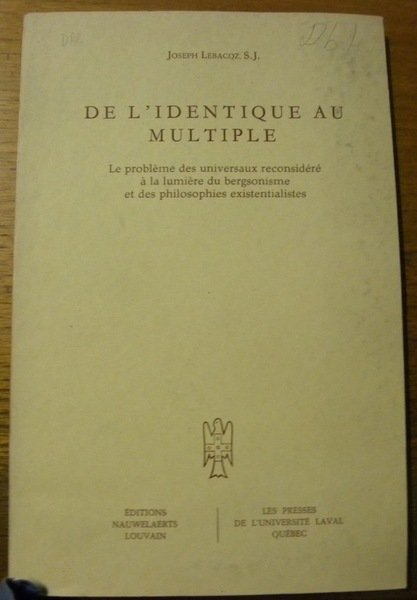 JOSEPH LEBACQZ, S.J.
DE L'IDENTIQUE AU
MULTIPLE
Le problème des universaux reconsidéré
à la lumière du bergsonisme
et des philosophies existentialistes
ÉDITIONS
NAUWELAERTS
LOUVAIN
LES PRESSES
DE L'UNIVERSITÉ LAVAL
QUÉBEC